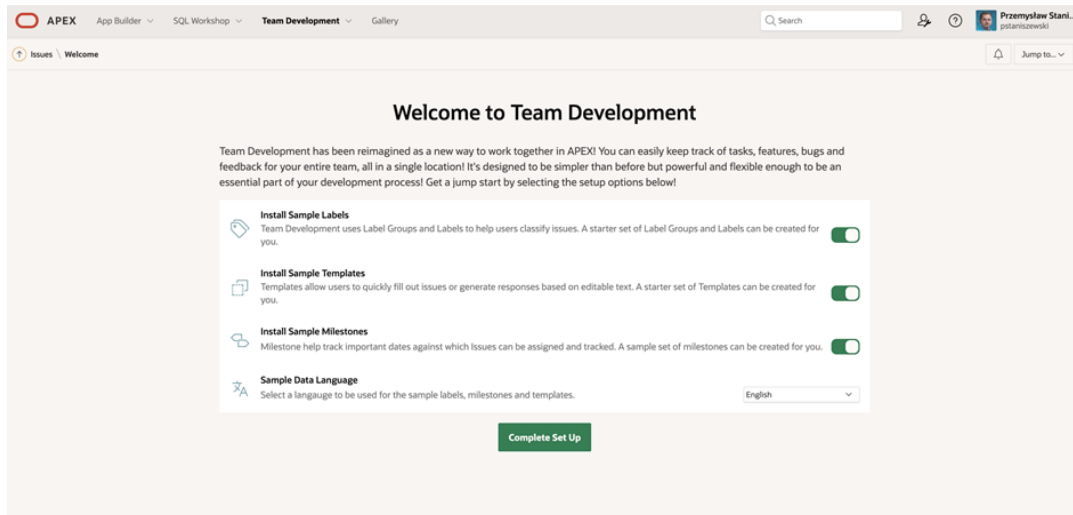 APEX App Builder SQL Workshop Team Development Gallery Search Przemysław Stani...
pstaniszewski
Issues \ Welcome Jump to...
Welcome to Team Development
Team Development has been reimagined as a new way to work together in APEX! You can easily keep track of tasks, features, bugs and
feedback for your entire team, all in a single location! It's designed to be simpler than before but powerful and flexible enough to be an
essential part of your development process! Get a jump start by selecting the setup options below!
Install Sample Labels
Team Development uses Label Groups and Labels to help users classify issues. A starter set of Label Groups and Labels can be created for
you.
Install Sample Templates
Templates allow users to quickly fill out issues or generate responses based on editable text. A starter set of Templates can be created for
you.
Install Sample Milestones
Milestone help track important dates against which Issues can be assigned and tracked. A sample set of milestones can be created for you.
Sample Data Language
Select a langauge to be used for the sample labels, milestones and templates. English
Complete Set Up